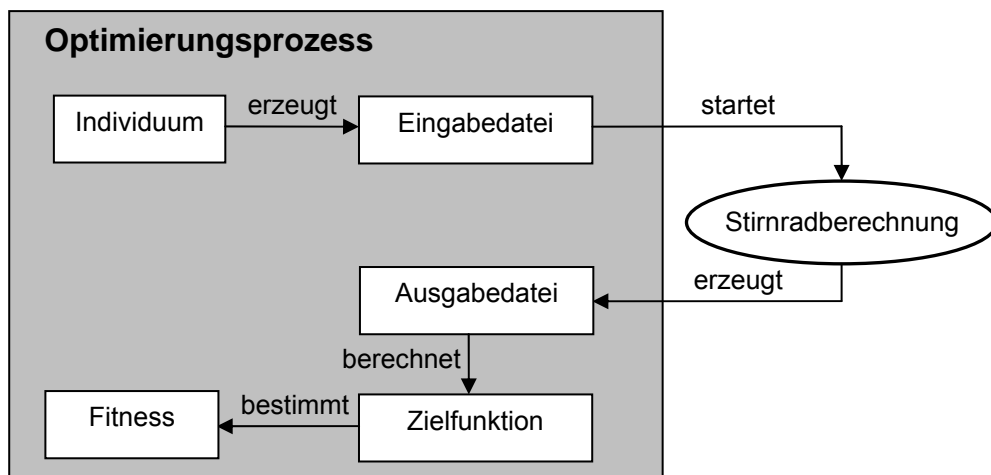 Optimierungsprozess
Individuum
erzeugt
Eingabedatei
startet
Stirnradberechnung
erzeugt
Ausgabedatei
berechnet
Zielfunktion
bestimmt
Fitness